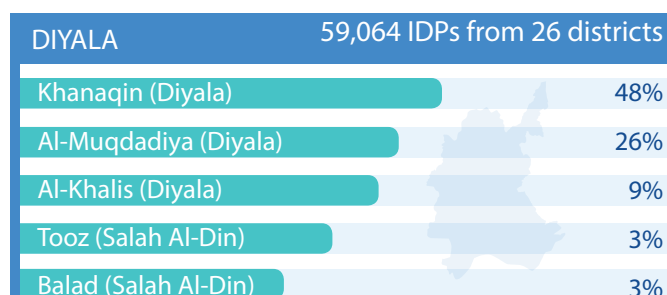 DIYALA 59,064 IDPs from 26 districts
Khanaqin (Diyala) 48%
Al-Muqdadiya (Diyala) 26%
Al-Khalis (Diyala) 9%
Tooz (Salah Al-Din) 3%
Balad (Salah Al-Din) 3%